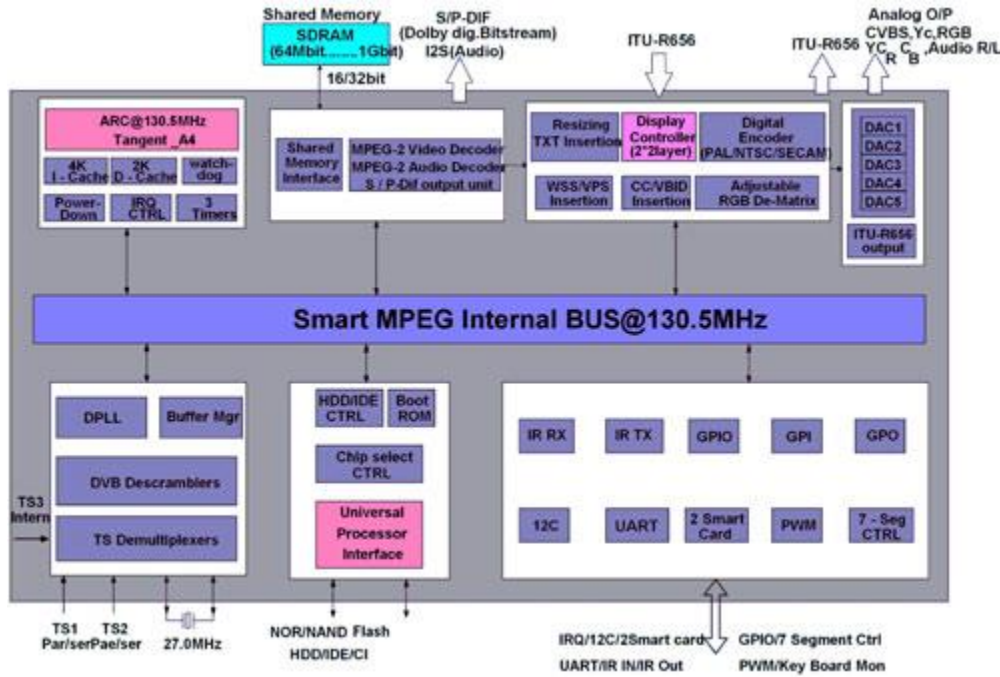 Shared Memory
SDRAM
(64Mbit........1Gbit)
16/32bit
S/P-DIF
(Dolby dig.Bitstream)
I2S(Audio)
ITU-R656
ITU-R656
Analog O/P
CVBS,Yc,RGB
YC R C B ,Audio R/L
ARC@130.5MHz
Tangent _A4
4K
I - Cache
2K
D - Cache
watch-
dog
Power-
Down
IRQ
CTRL
3
Timers
Shared
Memory
Interface
MPEG-2 Video Decoder
MPEG-2 Audio Decoder
S / P-Dif output unit
Resizing
TXT Insertion
Display
Controller
(2*2layer)
Digital
Encoder
(PAL/NTSC/SECAM)
WSS/VPS
Insertion
CC/VBID
Insertion
Adjustable
RGB De-Matrix
DAC1
DAC2
DAC3
DAC4
DAC5
ITU-R656
output
Smart MPEG Internal BUS@130.5MHz
DPLL
Buffer Mgr
DVB Descramblers
TS Demultiplexers
TS3
Intern
TS1
Par/ser
TS2
Pae/ser
27.0MHz
HDD/IDE
CTRL
Boot
ROM
Chip select
CTRL
Universal
Processor
Interface
NOR/NAND Flash
HDD/IDE/CI
IR RX
IR TX
GPIO
GPI
GPO
12C
UART
2 Smart
Card
PWM
7 - Seg
CTRL
IRQ/12C/2Smart card
GPIO/7 Segment Ctrl
UART/IR IN/IR Out
PWM/Key Board Mon